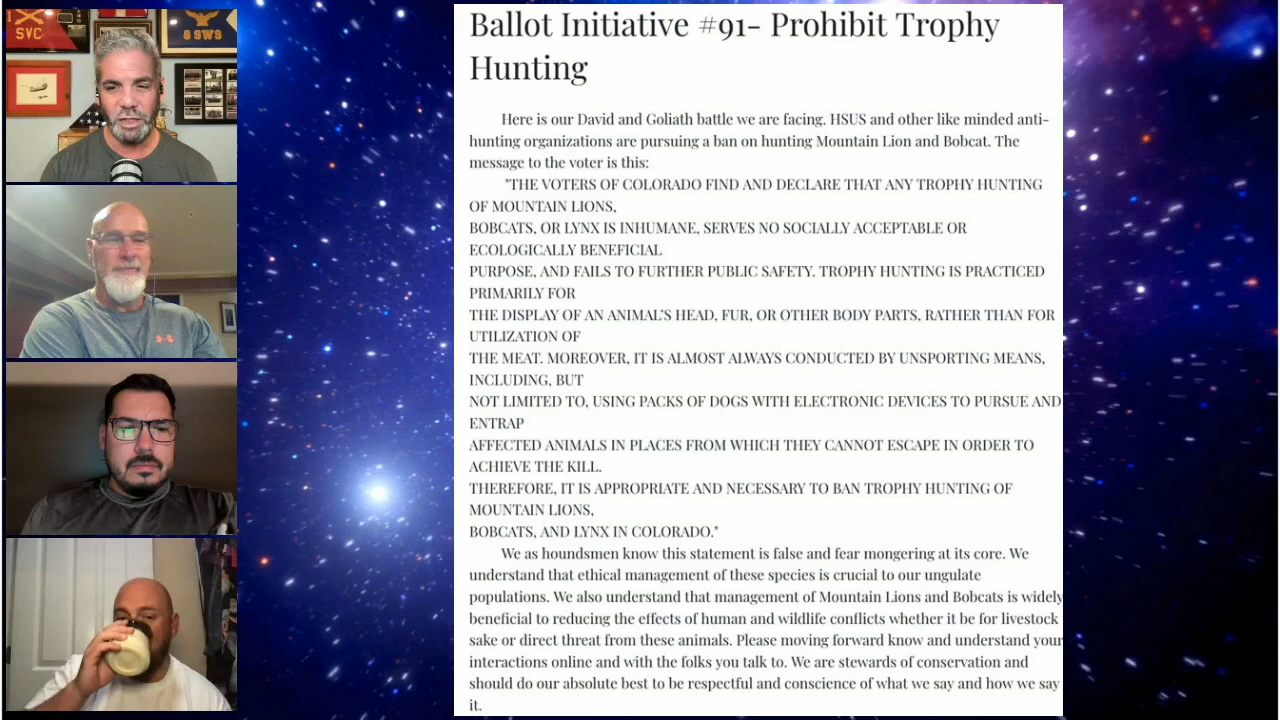 SVC
8 SWS
Ballot Initiative #91- Prohibit Trophy
Hunting
Here is our David and Goliath battle we are facing. HSUS and other like minded anti-
hunting organizations are pursuing a ban on hunting Mountain Lion and Bobcat. The
message to the voter is this:
"THE VOTERS OF COLORADO FIND AND DECLARE THAT ANY TROPHY HUNTING
OF MOUNTAIN LIONS,
BOBCATS, OR LYNX IS INHUMANE, SERVES NO SOCIALLY ACCEPTABLE OR
ECOLOGICALLY BENEFICIAL
PURPOSE, AND FAILS TO FURTHER PUBLIC SAFETY. TROPHY HUNTING IS PRACTICED
PRIMARILY FOR
THE DISPLAY OF AN ANIMAL'S HEAD, FUR, OR OTHER BODY PARTS, RATHER THAN FOR
UTILIZATION OF
THE MEAT. MOREOVER, IT IS ALMOST ALWAYS CONDUCTED BY UNSPORTING MEANS,
INCLUDING, BUT
NOT LIMITED TO, USING PACKS OF DOGS WITH ELECTRONIC DEVICES TO PURSUE AND
ENTRAP
AFFECTED ANIMALS IN PLACES FROM WHICH THEY CANNOT ESCAPE IN ORDER TO
ACHIEVE THE KILL.
THEREFORE, IT IS APPROPRIATE AND NECESSARY TO BAN TROPHY HUNTING OF
MOUNTAIN LIONS,
BOBCATS, AND LYNX IN COLORADO."
We as houndsmen know this statement is false and fear mongering at its core. We
understand that ethical management of these species is crucial to our ungulate
populations. We also understand that management of Mountain Lions and Bobcats is widely
beneficial to reducing the effects of human and wildlife conflicts whether it be for livestock
sake or direct threat from these animals. Please moving forward know and understand your
interactions online and with the folks you talk to. We are stewards of conservation and
should do our absolute best to be respectful and conscience of what we say and how we say
it.